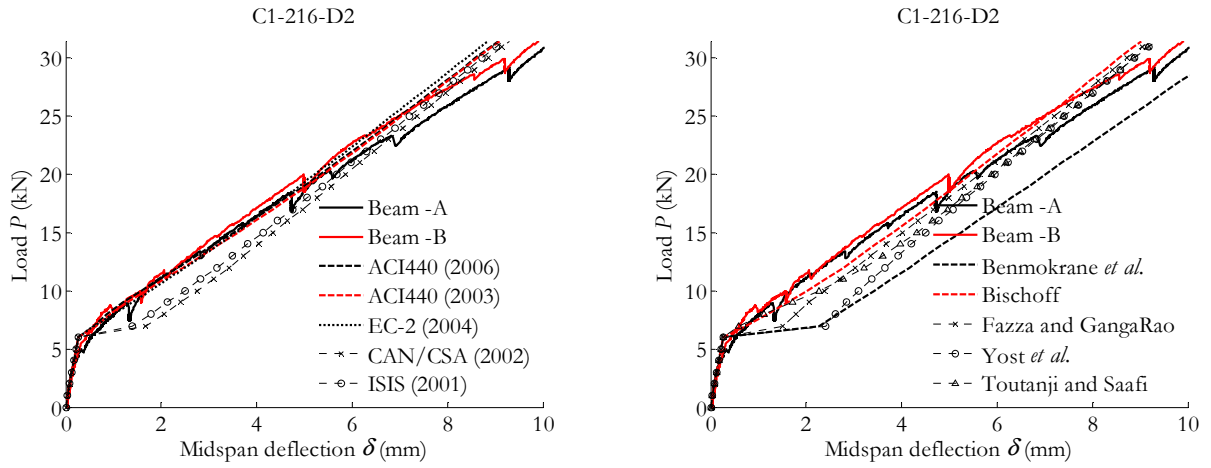 C1-216-D2
30
25
20
15
10
5
0
Load P (kN)
Beam -A
Beam -B
ACI440 (2006)
ACI440 (2003)
EC-2 (2004)
CAN/CSA (2002)
ISIS (2001)
0 2 4 6 8 10
Midspan deflection δ (mm)
C1-216-D2
30
25
20
15
10
5
0
Load P (kN)
Beam -A
Beam -B
Benmokrane et al.
Bischoff
Fazza and GangaRao
Yost et al.
Toutanji and Saafi
0 2 4 6 8 10
Midspan deflection δ (mm)